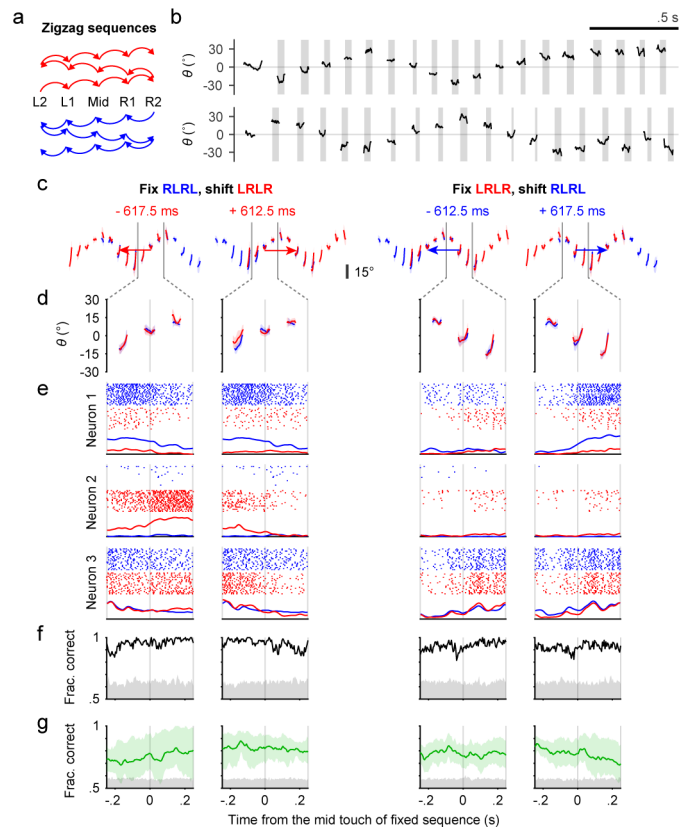 a
Zigzag sequences
L2 L1 Mid R1 R2
b
.5 s
30
0
-30
θ (°)
30
0
-30
θ (°)
c
Fix RLRL, shift LRLR
Fix LRLR, shift RLRL
- 617.5 ms
+ 612.5 ms
- 612.5 ms
+ 617.5 ms
15°
d
30
15
0
-15
-30
θ (°)
e
Neuron 1
Neuron 2
Neuron 3
f
1
.5
Frac. correct
g
1
.5
Frac. correct
-.2 0 .2 -.2 0 .2 -.2 0 .2 -.2 0 .2
Time from the mid touch of fixed sequence (s)